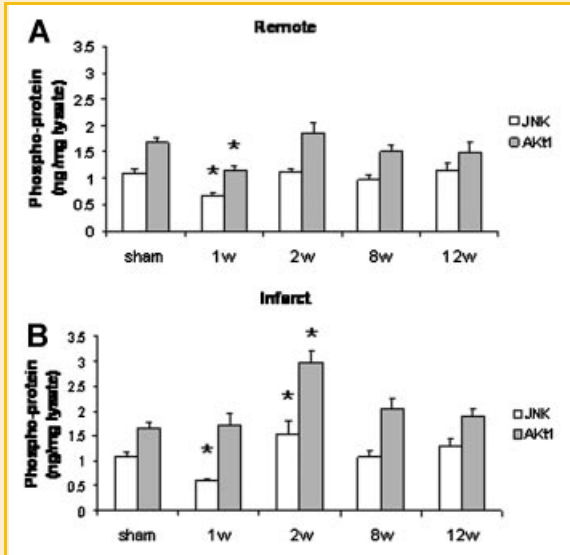 A
Remote
Phospho-protein
(ng/mg lysate)
3.5
3
2.5
2
1.5
1
0.5
0
* *
sham 1w 2w 8w 12w
JNK
AKt1
B
Infarct
Phospho-protein
(ng/mg lysate)
3.5
3
2.5
2
1.5
1
0.5
0
* * *
sham 1w 2w 8w 12w
JNK
AKt1